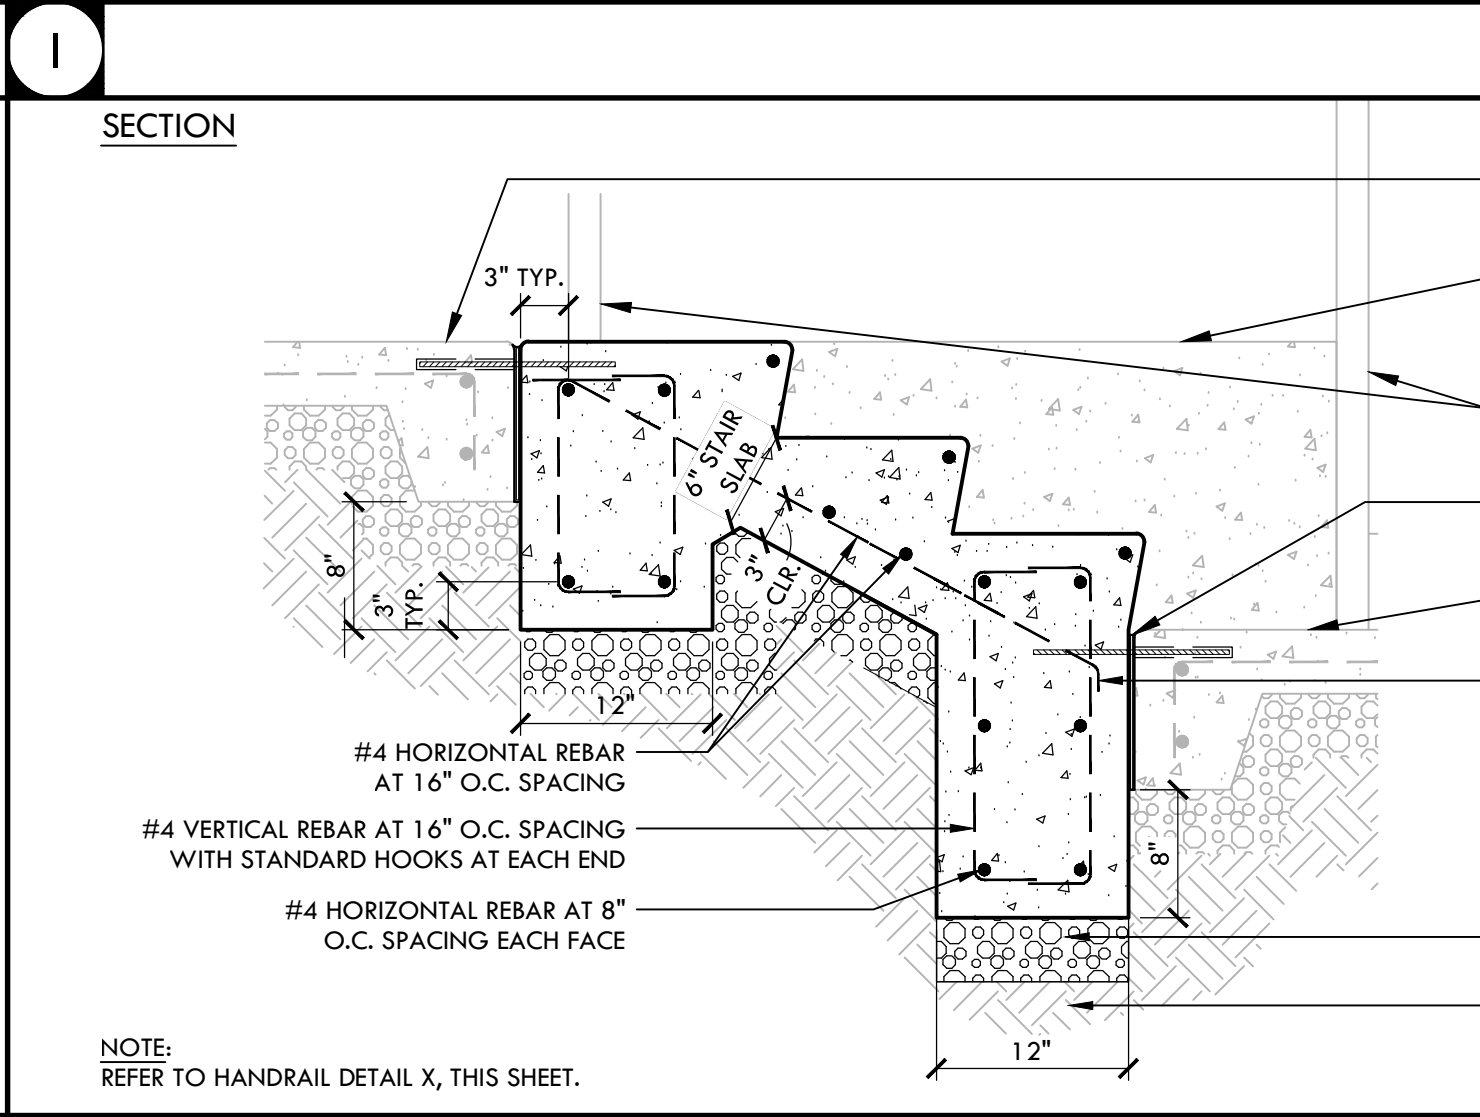 I
SECTION
3" TYP.
6" STAIR
SLAB
8"
3"
TYP.
3"
CLR.
12"
#4 HORIZONTAL REBAR
AT 16" O.C. SPACING
#4 VERTICAL REBAR AT 16" O.C. SPACING
WITH STANDARD HOOKS AT EACH END
8"
#4 HORIZONTAL REBAR AT 8"
O.C. SPACING EACH FACE
12"
NOTE:
REFER TO HANDRAIL DETAIL X, THIS SHEET.